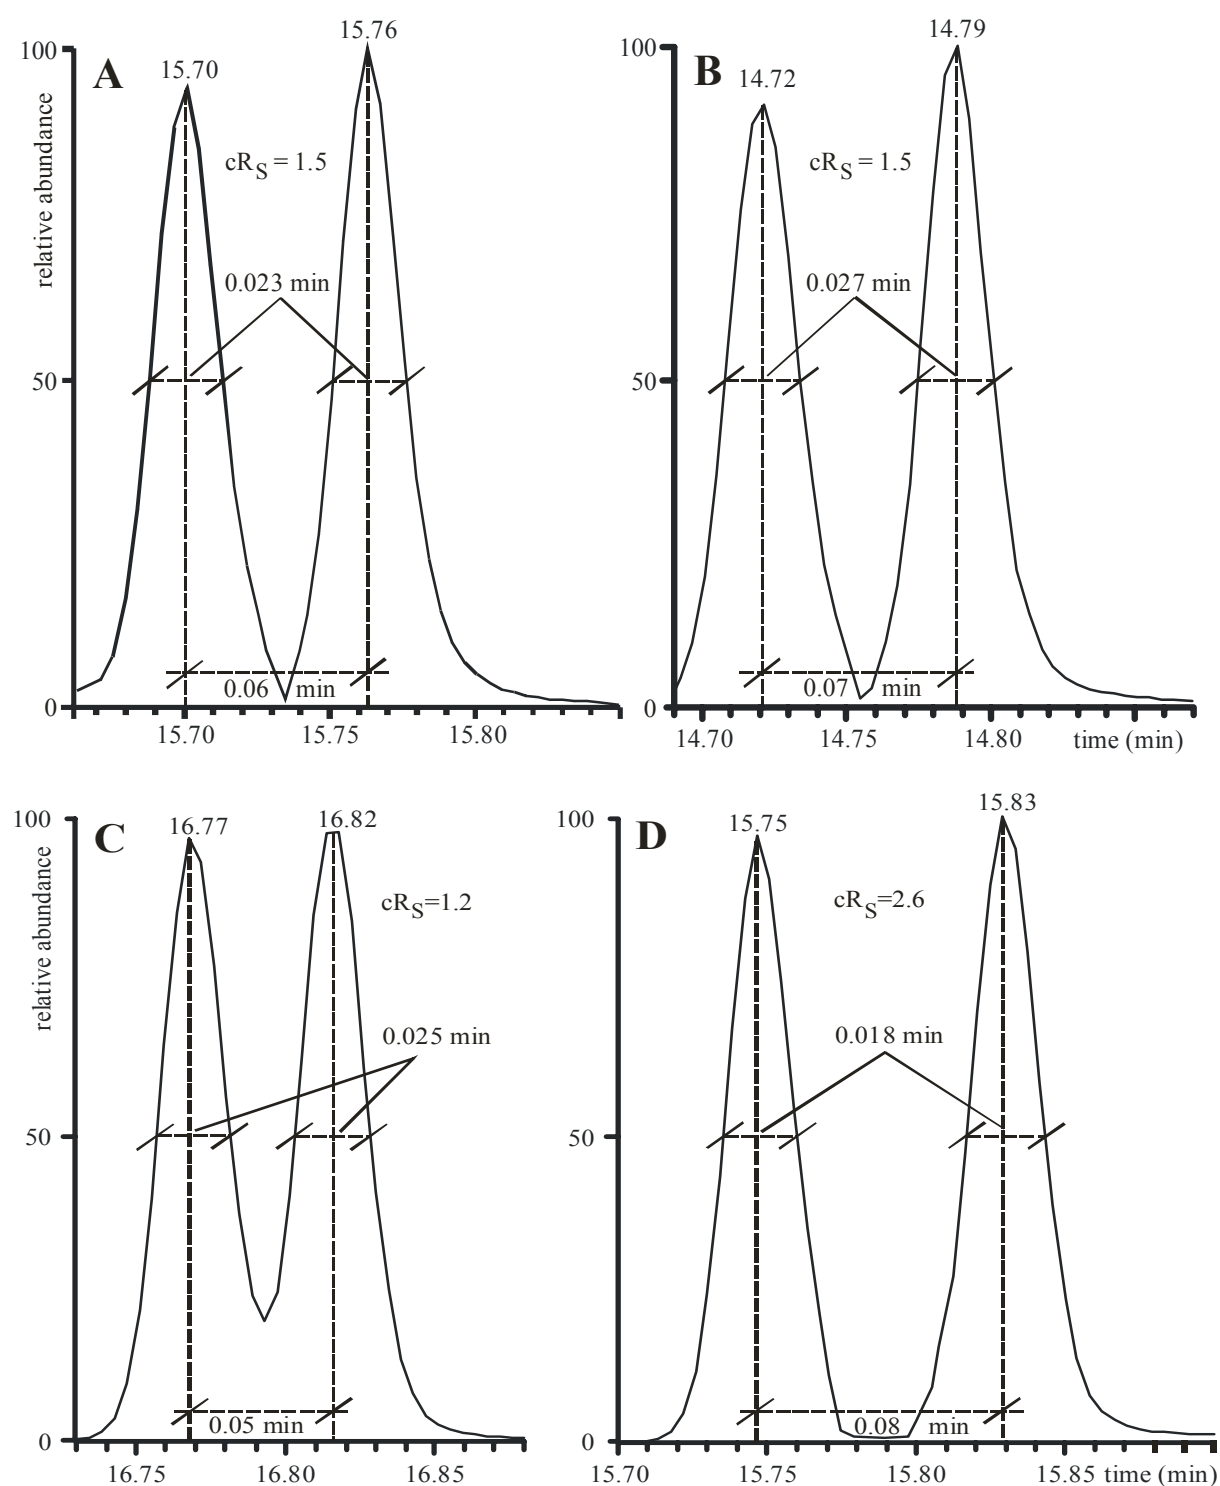 15.76
100
A
15.70
cRS = 1.5
relative abundance
0.023 min
50
0.06 min
0
15.70 15.75 15.80
14.79
100
B
14.72
cRS = 1.5
0.027 min
50
0.07 min
0
14.70 14.75 14.80 time (min)
100
C
16.77
16.82
cRS=1.2
relative abundance
0.025 min
50
0.05 min
0
16.75 16.80 16.85
15.83
100
D
15.75
cRS=2.6
0.018 min
50
0.08 min
0
15.70 15.75 15.80 15.85 time (min)